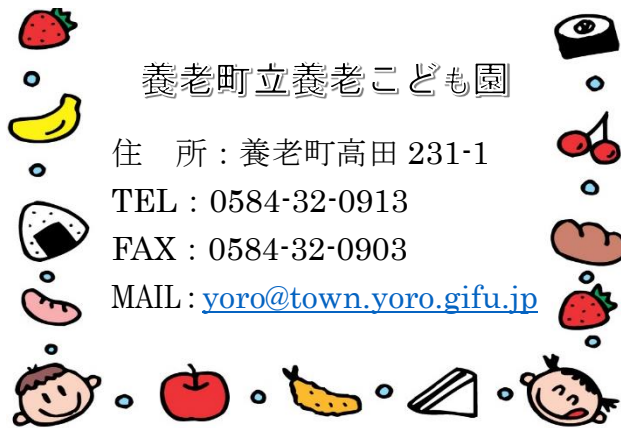 養老町立養老こども園
住　所：養老町高田 231-1
TEL：0584-32-0913
FAX：0584-32-0903
MAIL：yoro@town.yoro.gifu.jp